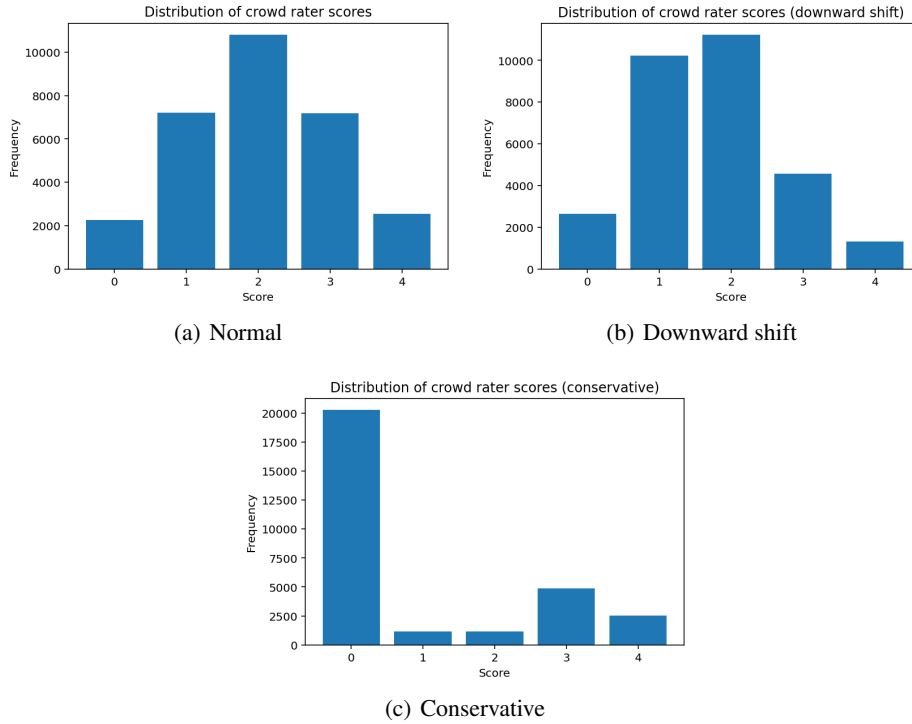 Distribution of crowd rater scores
10000
8000
6000
4000
2000
0
Frequency
0 1 2 3 4
Score
(a) Normal
Distribution of crowd rater scores (downward shift)
10000
8000
6000
4000
2000
0
Frequency
0 1 2 3 4
Score
(b) Downward shift
Distribution of crowd rater scores (conservative)
20000
17500
15000
12500
10000
7500
5000
2500
0
Frequency
0 1 2 3 4
Score
(c) Conservative